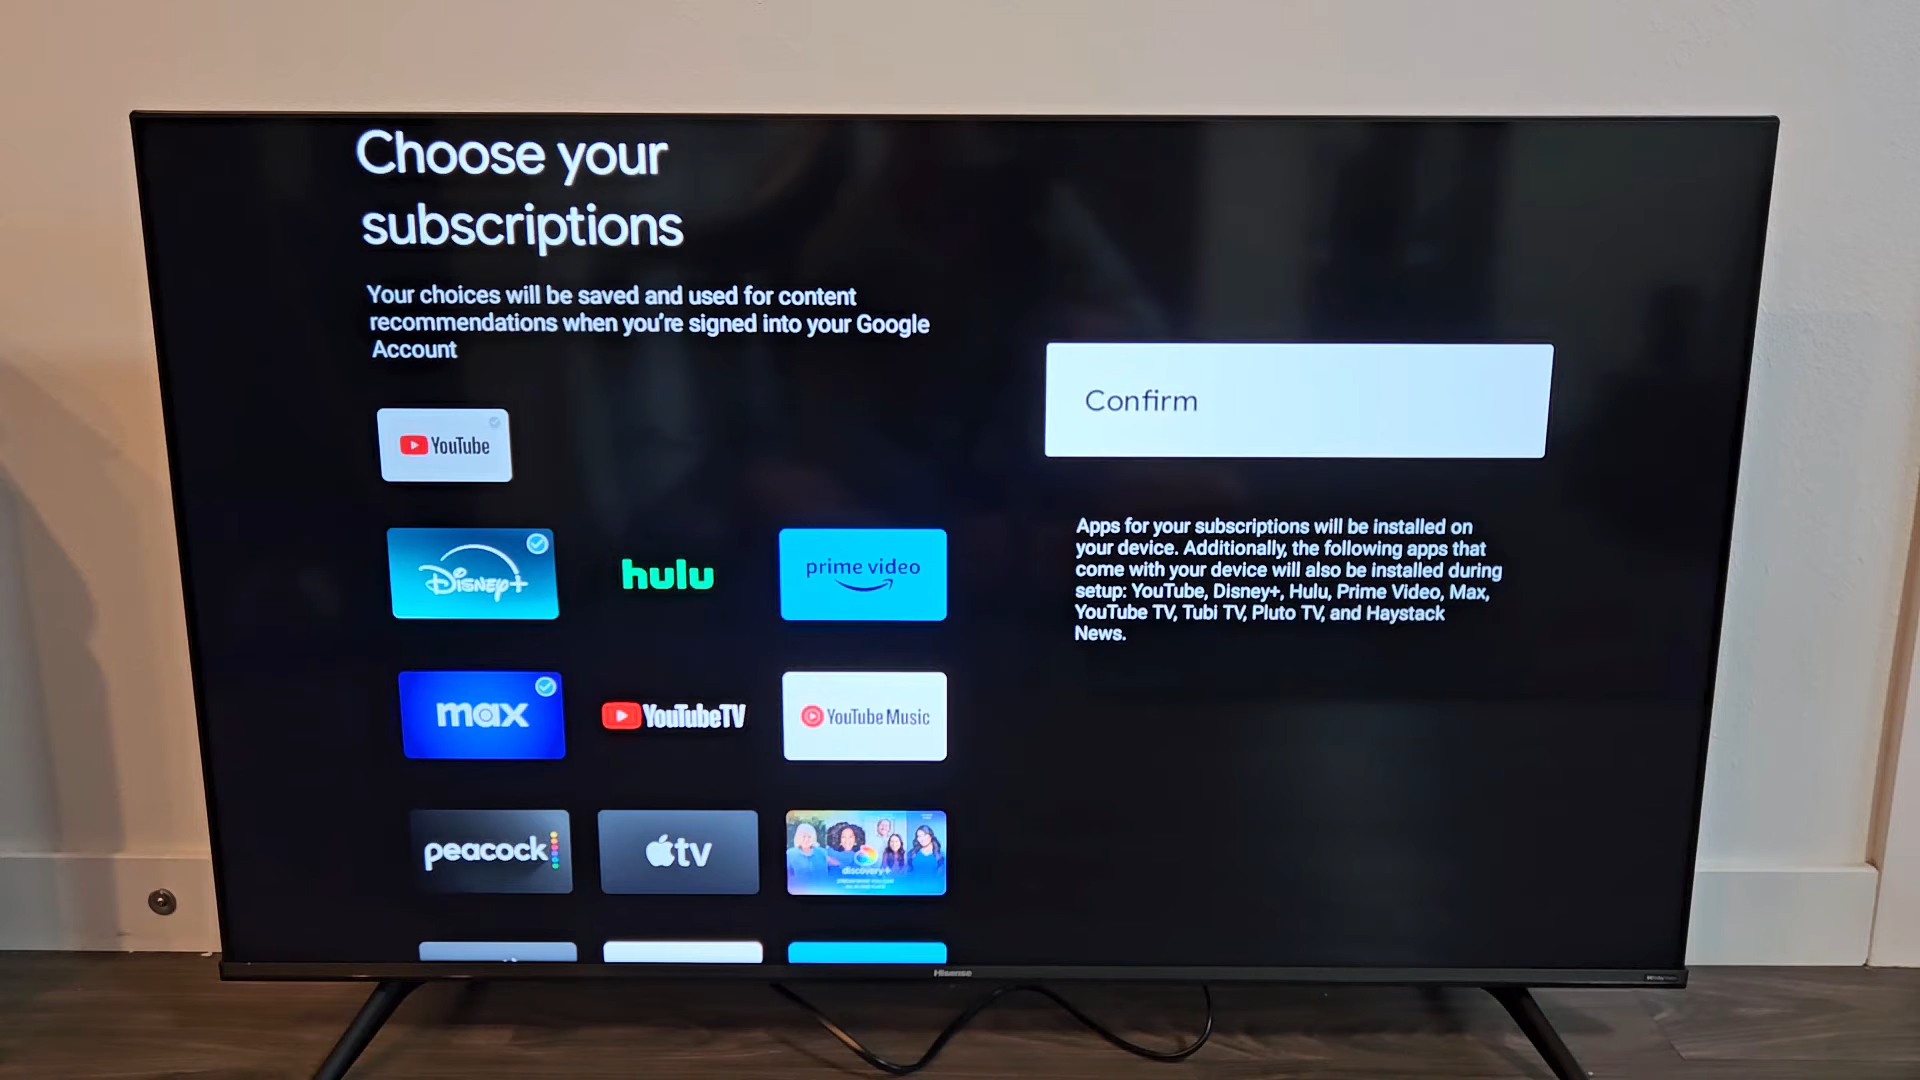 Choose your
subscriptions
Your choices will be saved and used for content
recommendations when you're signed into your Google
Account
YouTube
Confirm
Apps for your subscriptions will be installed on
your device. Additionally, the following apps that
come with your device will also be installed during
setup: YouTube, Disney+, Hulu, Prime Video, Max,
YouTube TV, Tubi TV, Pluto TV, and Haystack
News.
Disney+
hulu
prime video
max
YouTubeTV
YouTube Music
peacock
tv
discovery+
Hisense